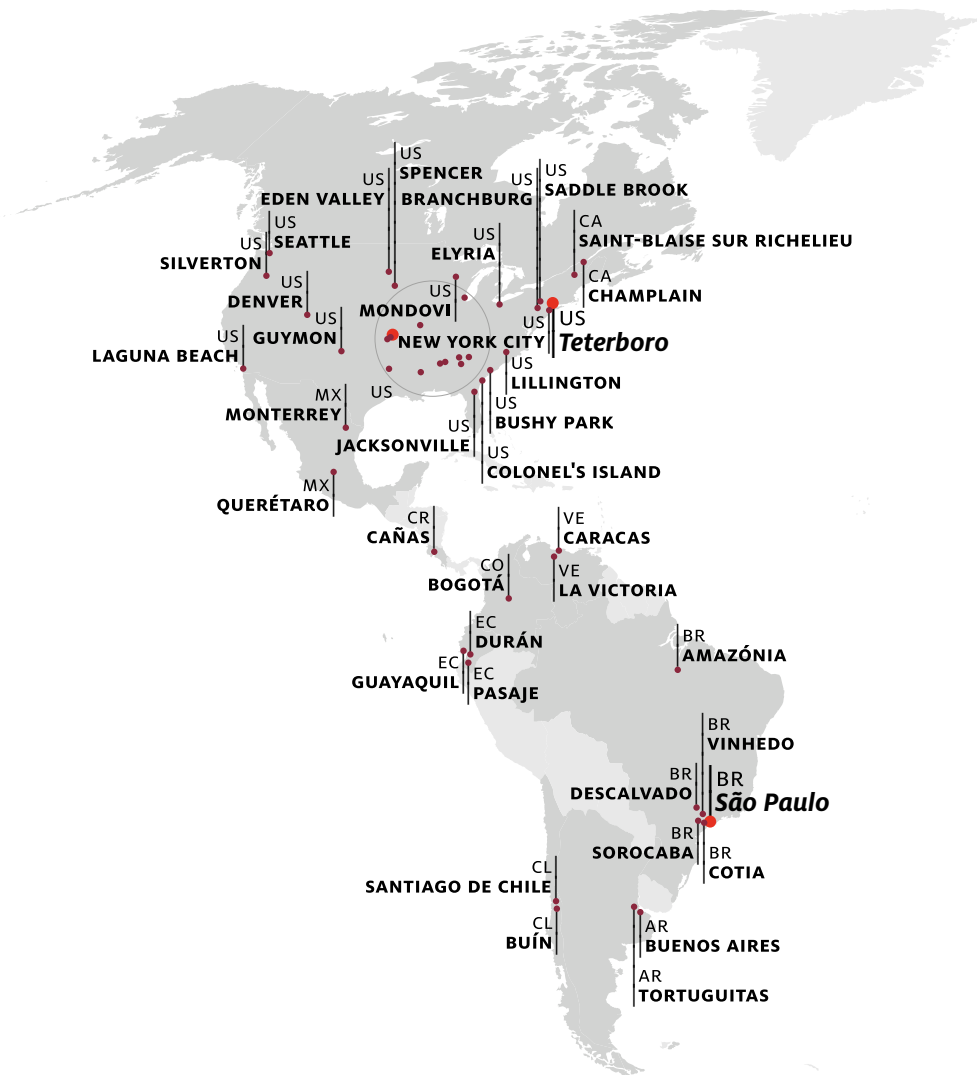 US
SPENCER
US
EDEN VALLEY
US
BRANCHBURG
US
SADDLE BROOK
US
SEATTLE
US
SILVERTON
US
ELYRIA
CA
SAINT-BLAISE SUR RICHELIEU
CA
CHAMPLAIN
US
DENVER
US
MONDOVI
US
GUYMON
US
NEW YORK CITY
US
Teterboro
US
LAGUNA BEACH
US
LILLINGTON
US
MX
MONTERREY
US
BUSHY PARK
US
JACKSONVILLE
US
COLONEL'S ISLAND
MX
QUERÉTARO
CR
CAÑAS
VE
CARACAS
CO
BOGOTÁ
VE
LA VICTORIA
EC
DURÁN
BR
AMAZÓNIA
EC
GUAYAQUIL
EC
PASAJE
BR
VINHEDO
BR
DESCALVADO
BR
São Paulo
BR
SOROCABA
BR
COTIA
CL
SANTIAGO DE CHILE
CL
BUÍN
AR
BUENOS AIRES
AR
TORTUGUITAS